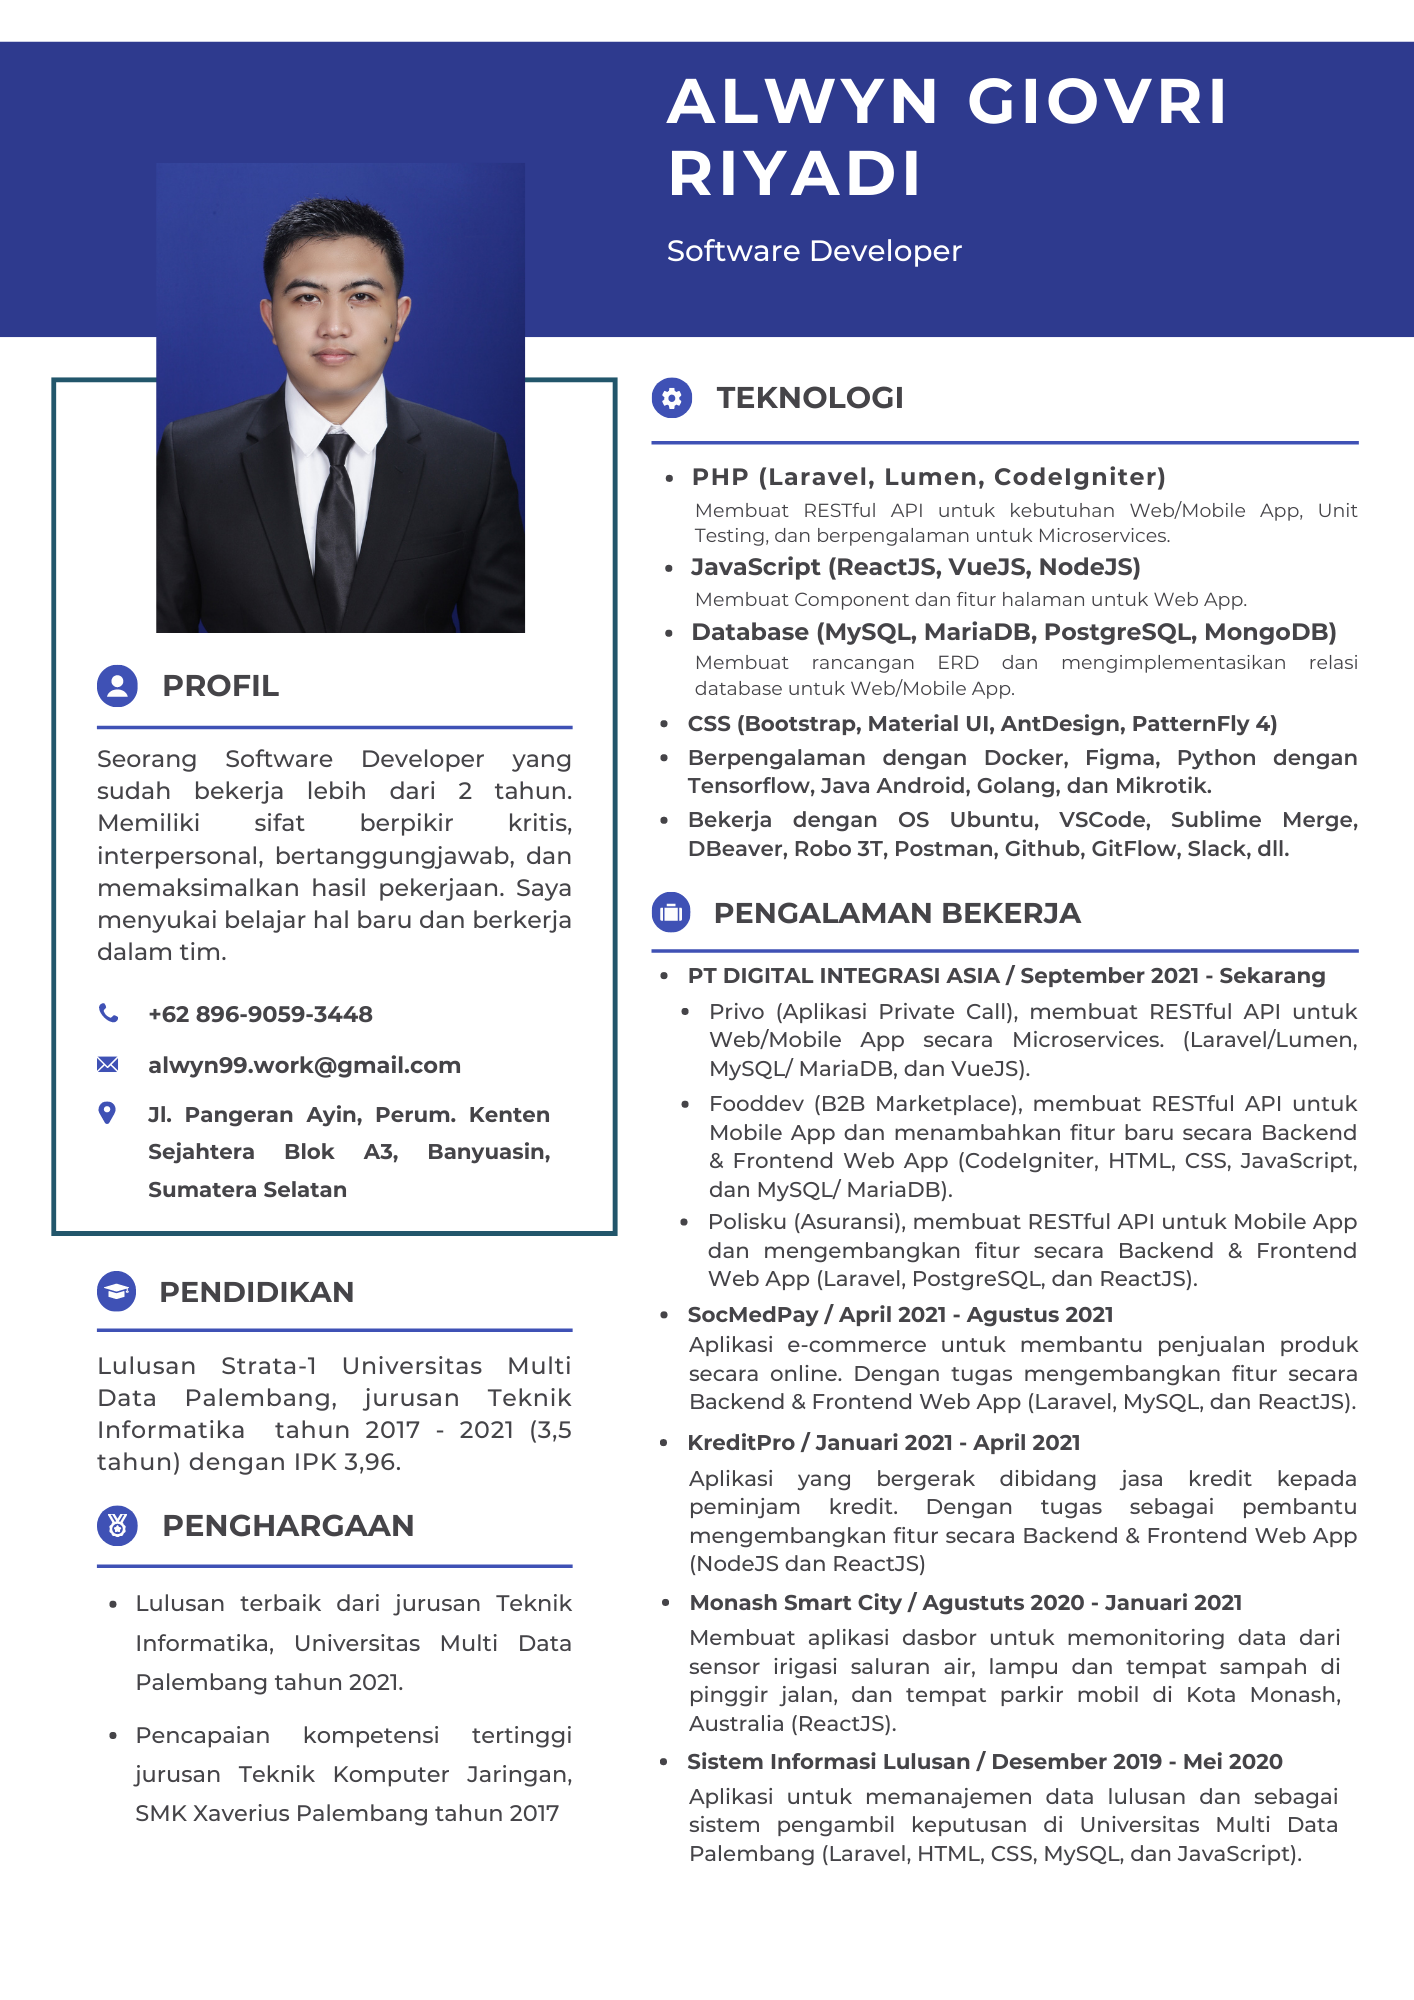 ALWYN GIOVRI
RIYADI
Software Developer
PROFIL
Seorang Software Developer yang
sudah bekerja lebih dari 2 tahun.
Memiliki sifat berpikir kritis,
interpersonal, bertanggungjawab, dan
memaksimalkan hasil pekerjaan. Saya
menyukai belajar hal baru dan berkerja
dalam tim.
+62 896-9059-3448
alwyn99.work@gmail.com
Jl. Pangeran Ayin, Perum. Kenten
Sejahtera Blok A3, Banyuasin,
Sumatera Selatan
PENDIDIKAN
Lulusan Strata-1 Universitas Multi
Data Palembang, jurusan Teknik
Informatika tahun 2017 - 2021 (3,5
tahun) dengan IPK 3,96.
PENGHARGAAN
• Lulusan terbaik dari jurusan Teknik
Informatika, Universitas Multi Data
Palembang tahun 2021.
• Pencapaian kompetensi tertinggi
jurusan Teknik Komputer Jaringan,
SMK Xaverius Palembang tahun 2017
TEKNOLOGI
• PHP (Laravel, Lumen, CodeIgniter)
Membuat RESTful API untuk kebutuhan Web/Mobile App, Unit
Testing, dan berpengalaman untuk Microservices.
• JavaScript (ReactJS, VueJS, NodeJS)
Membuat Component dan fitur halaman untuk Web App.
• Database (MySQL, MariaDB, PostgreSQL, MongoDB)
Membuat rancangan ERD dan mengimplementasikan relasi
database untuk Web/Mobile App.
• CSS (Bootstrap, Material UI, AntDesign, PatternFly 4)
• Berpengalaman dengan Docker, Figma, Python dengan
Tensorflow, Java Android, Golang, dan Mikrotik.
• Bekerja dengan OS Ubuntu, VSCode, Sublime Merge,
DBeaver, Robo 3T, Postman, Github, GitFlow, Slack, dll.
PENGALAMAN BEKERJA
• PT DIGITAL INTEGRASI ASIA / September 2021 - Sekarang
• Privo (Aplikasi Private Call), membuat RESTful API untuk
Web/Mobile App secara Microservices. (Laravel/Lumen,
MySQL/ MariaDB, dan VueJS).
• Fooddev (B2B Marketplace), membuat RESTful API untuk
Mobile App dan menambahkan fitur baru secara Backend
& Frontend Web App (CodeIgniter, HTML, CSS, JavaScript,
dan MySQL/ MariaDB).
• Polisku (Asuransi), membuat RESTful API untuk Mobile App
dan mengembangkan fitur secara Backend & Frontend
Web App (Laravel, PostgreSQL, dan ReactJS).
• SocMedPay / April 2021 - Agustus 2021
Aplikasi e-commerce untuk membantu penjualan produk
secara online. Dengan tugas mengembangkan fitur secara
Backend & Frontend Web App (Laravel, MySQL, dan ReactJS).
• KreditPro / Januari 2021 - April 2021
Aplikasi yang bergerak dibidang jasa kredit kepada
peminjam kredit. Dengan tugas sebagai pembantu
mengembangkan fitur secara Backend & Frontend Web App
(NodeJS dan ReactJS)
• Monash Smart City / Agustuts 2020 - Januari 2021
Membuat aplikasi dasbor untuk memonitoring data dari
sensor irigasi saluran air, lampu dan tempat sampah di
pinggir jalan, dan tempat parkir mobil di Kota Monash,
Australia (ReactJS).
• Sistem Informasi Lulusan / Desember 2019 - Mei 2020
Aplikasi untuk memanajemen data lulusan dan sebagai
sistem pengambil keputusan di Universitas Multi Data
Palembang (Laravel, HTML, CSS, MySQL, dan JavaScript).